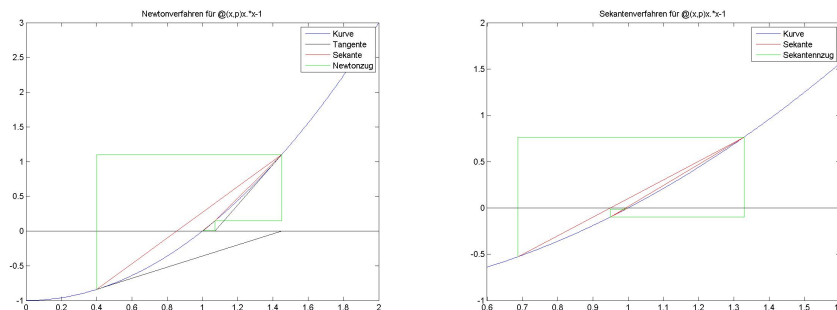 Newtonverfahren für @(x,p)x.*x-1
3
2.5
2
1.5
1
0.5
0
-0.5
-1
0 0.2 0.4 0.6 0.8 1 1.2 1.4 1.6 1.8 2
Kurve
Tangente
Sekante
Newtonzug
Sekantenverfahren für @(x,p)x.*x-1
2
1.5
1
0.5
0
-0.5
-1
0.6 0.7 0.8 0.9 1 1.1 1.2 1.3 1.4 1.5
Kurve
Sekante
Sekantennzug